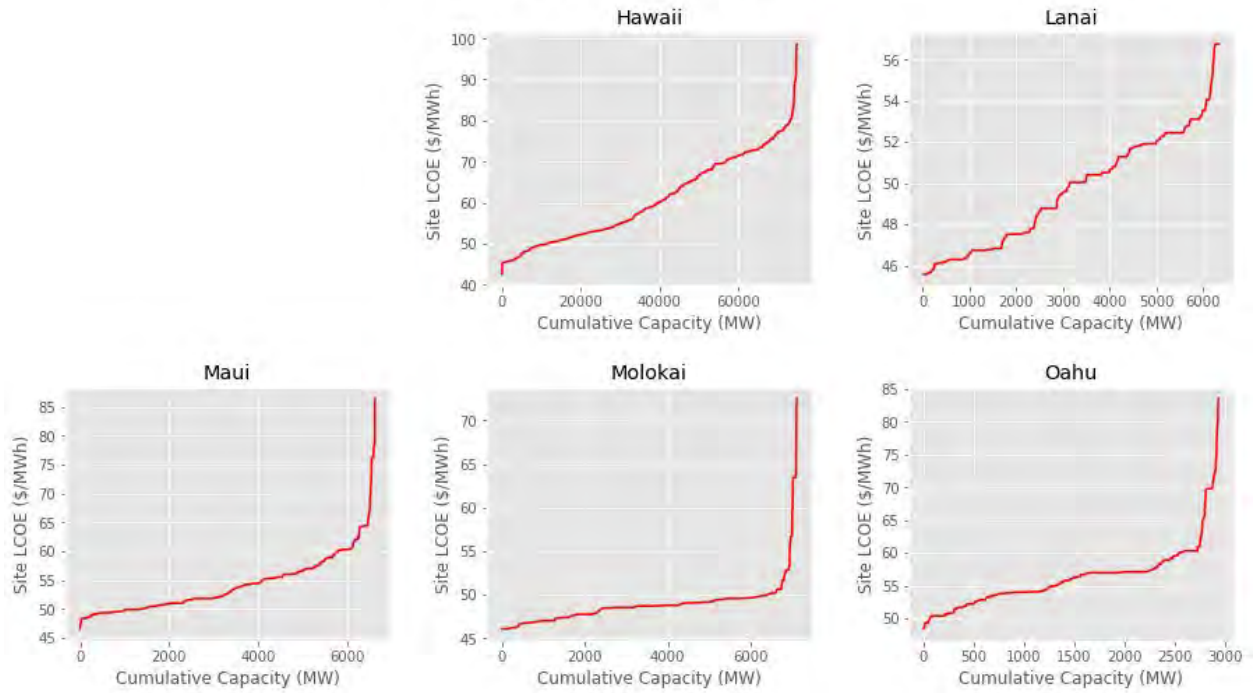 Hawaii
100
90
80
70
60
50
40
Site LCOE ($/MWh)
0 20000 40000 60000
Cumulative Capacity (MW)
Lanai
56
54
52
50
48
46
Site LCOE ($/MWh)
0 1000 2000 3000 4000 5000 6000
Cumulative Capacity (MW)
Maui
85
80
75
70
65
60
55
50
45
Site LCOE ($/MWh)
0 2000 4000 6000
Cumulative Capacity (MW)
Molokai
70
65
60
55
50
45
Site LCOE ($/MWh)
0 2000 4000 6000
Cumulative Capacity (MW)
Oahu
85
80
75
70
65
60
55
50
Site LCOE ($/MWh)
0 500 1000 1500 2000 2500 3000
Cumulative Capacity (MW)